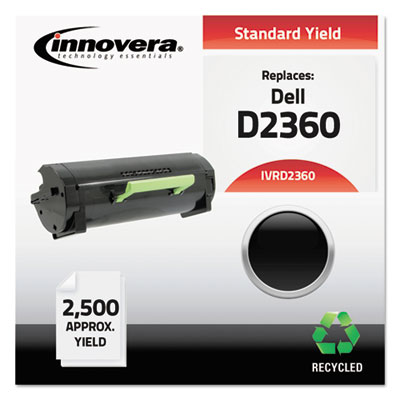 innovera
technology essentials
Standard Yield
Replaces:
Dell
D2360
IVRD2360
2,500
APPROX.
YIELD
RECYCLED